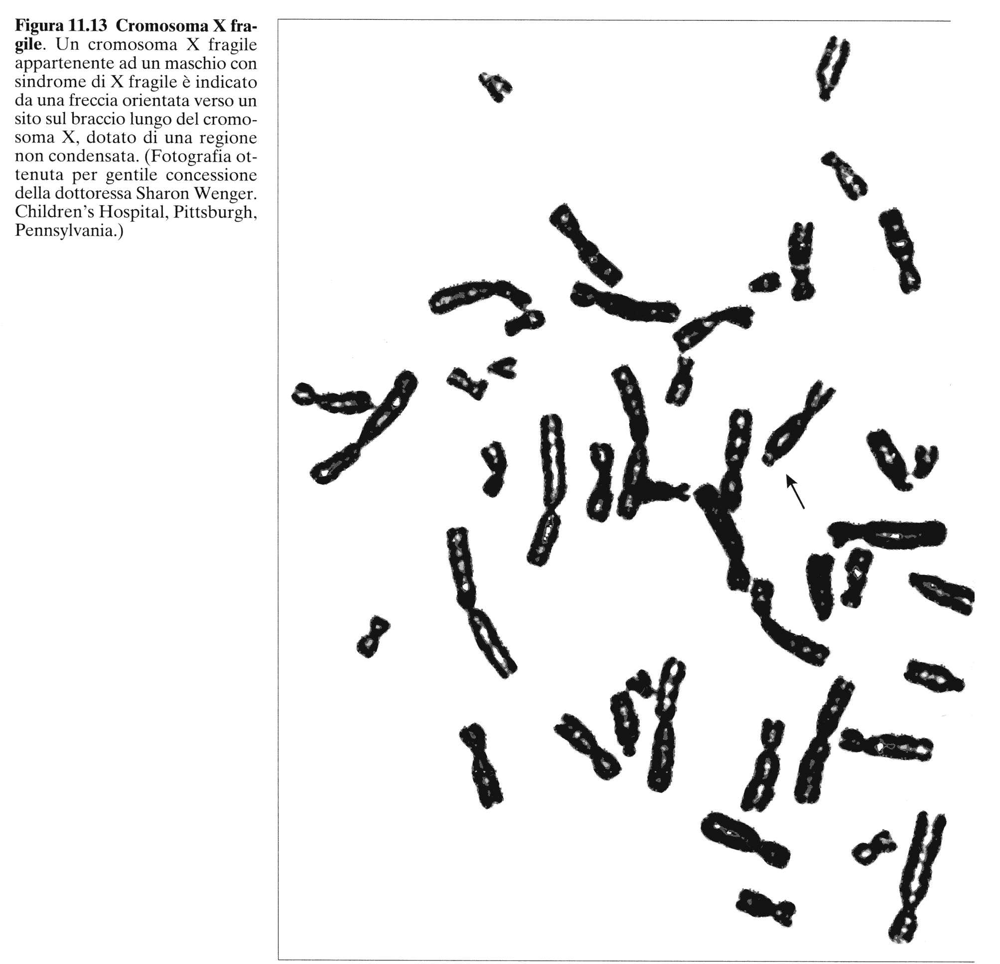 Figura 11.13 Cromosoma X fra-
gile. Un cromosoma X fragile
appartenente ad un maschio con
sindrome di X fragile è indicato
da una freccia orientata verso un
sito sul braccio lungo del cromo-
soma X, dotato di una regione
non condensata. (Fotografia ot-
tenuta per gentile concessione
della dottoressa Sharon Wenger.
Children's Hospital, Pittsburgh,
Pennsylvania.)